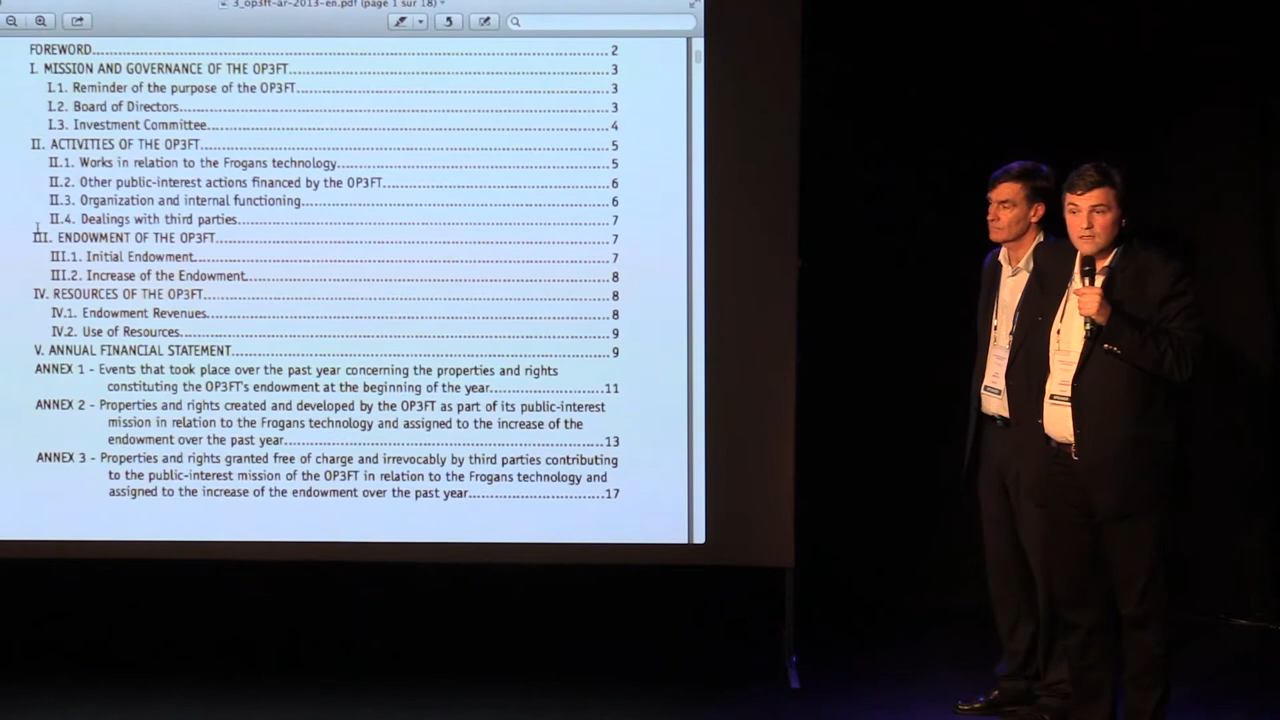 3_op3ft-ar-2013-en.pdf (page 1 sur 18)
FOREWORD 2
I. MISSION AND GOVERNANCE OF THE OP3FT 3
I.1. Reminder of the purpose of the OP3FT 3
I.2. Board of Directors 3
I.3. Investment Committee 4
II. ACTIVITIES OF THE OP3FT 5
II.1. Works in relation to the Frogans technology 5
II.2. Other public-interest actions financed by the OP3FT 6
II.3. Organization and internal functioning 6
II.4. Dealings with third parties 7
III. ENDOWMENT OF THE OP3FT 7
III.1. Initial Endowment 7
III.2. Increase of the Endowment 8
IV. RESOURCES OF THE OP3FT 8
IV.1. Endowment Revenues 8
IV.2. Use of Resources 9
V. ANNUAL FINANCIAL STATEMENT 9
ANNEX 1 - Events that took place over the past year concerning the properties and rights
constituting the OP3FT's endowment at the beginning of the year 11
ANNEX 2 - Properties and rights created and developed by the OP3FT as part of its public-interest
mission in relation to the Frogans technology and assigned to the increase of the
endowment over the past year 13
ANNEX 3 - Properties and rights granted free of charge and irrevocably by third parties contributing
to the public-interest mission of the OP3FT in relation to the Frogans technology and
assigned to the increase of the endowment over the past year 17